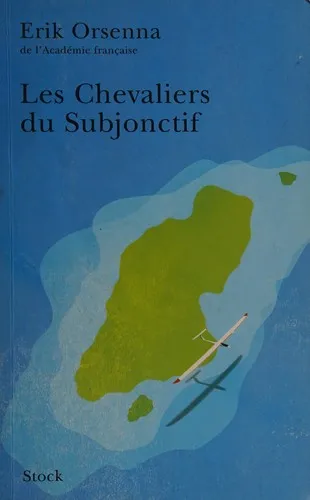 Erik Orsenna
de l'Académie française
Les Chevaliers
du Subjonctif
Stock